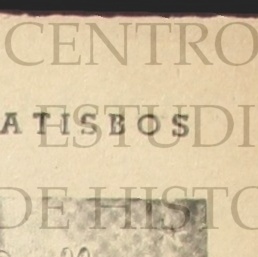 CENTRO
ATISBOS
ESTUDI
DE HISTO